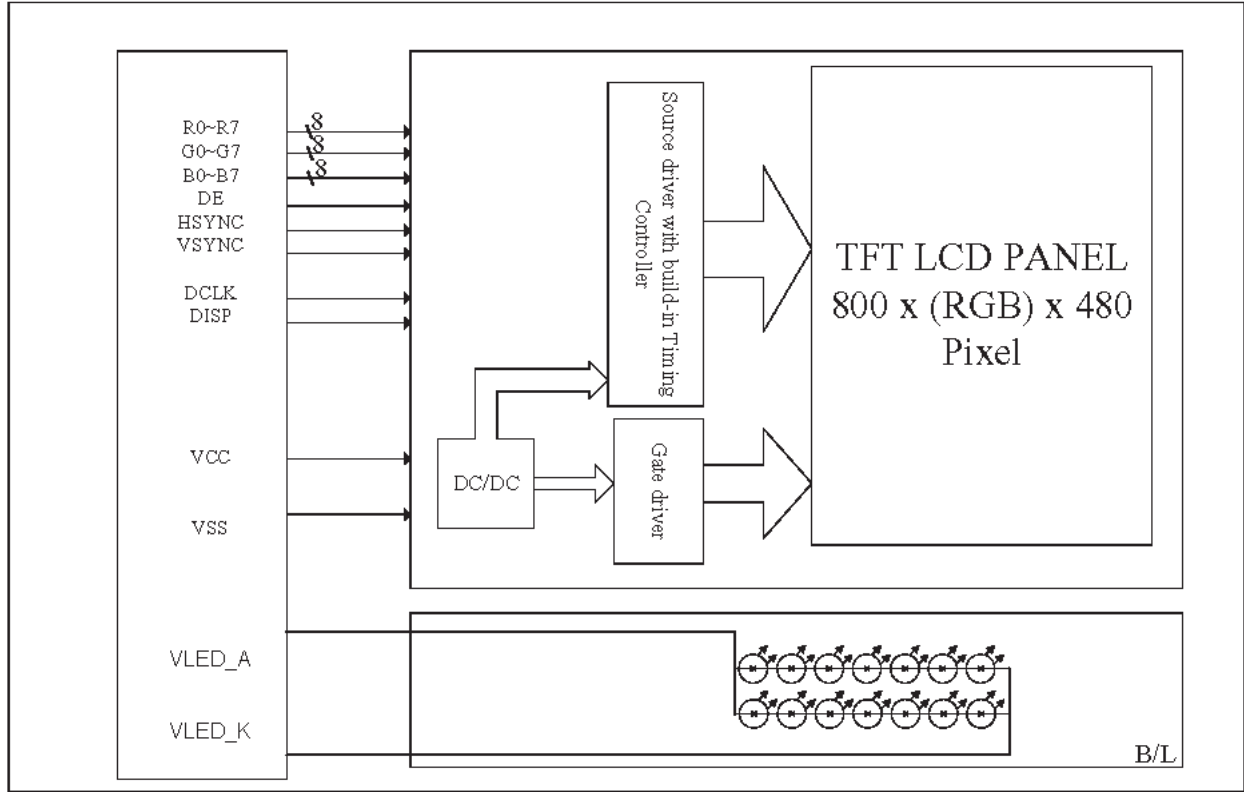 R0~R7
8
G0~G7
8
B0~B7
8
DE
HSYNC
VSYNC
DCLK
DISP
VCC
VSS
VLED_A
VLED_K
Source driver with build-in Timing
Controller
DC/DC
Gate driver
TFT LCD PANEL
800 x (RGB) x 480
Pixel
B/L